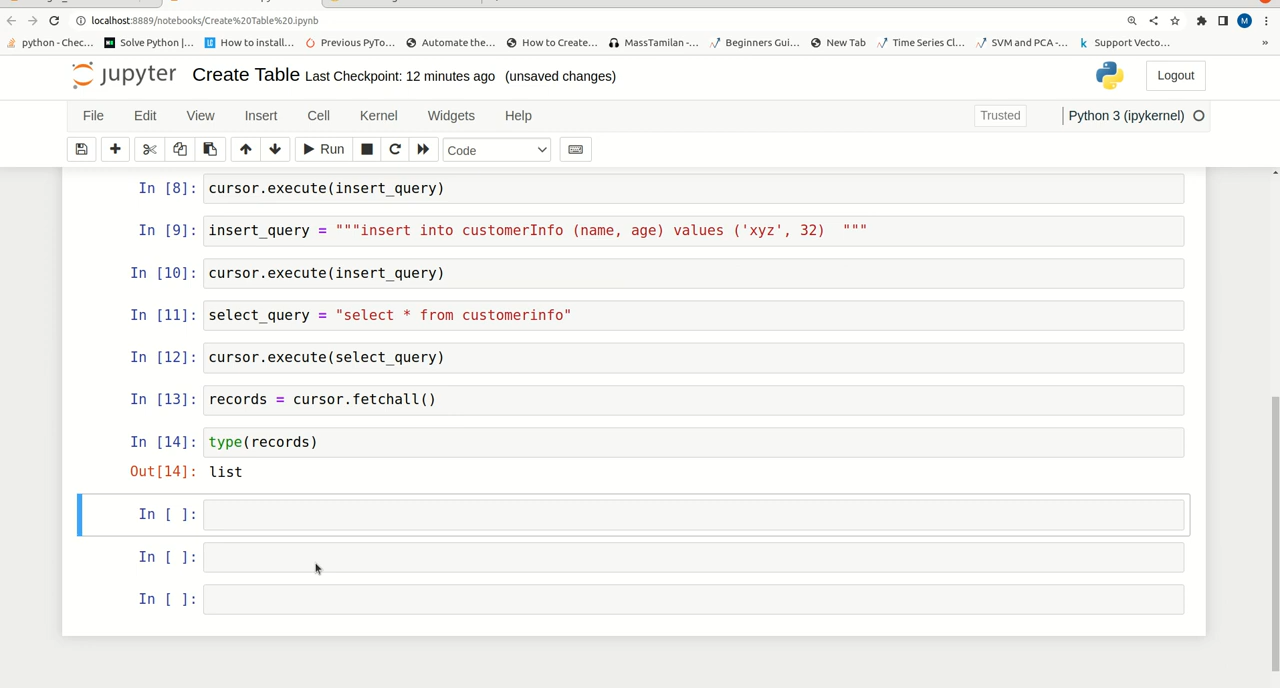 localhost:8889/notebooks/Create%20Table%20.ipynb
python - Chec... Solve Python |... How to install... Previous PyTo... Automate the... How to Create... MassTamilan -... Beginners Gui... New Tab Time Series Cl... SVM and PCA -... Support Vecto... »
jupyter Create Table Last Checkpoint: 12 minutes ago (unsaved changes) Logout
File Edit View Insert Cell Kernel Widgets Help Trusted Python 3 (ipykernel)
Run Code
In [8]: cursor.execute(insert_query)
In [9]: insert_query = """insert into customerInfo (name, age) values ('xyz', 32)  """
In [10]: cursor.execute(insert_query)
In [11]: select_query = "select * from customerinfo"
In [12]: cursor.execute(select_query)
In [13]: records = cursor.fetchall()
In [14]: type(records)
Out[14]: list
In [ ]:
In [ ]:
In [ ]: